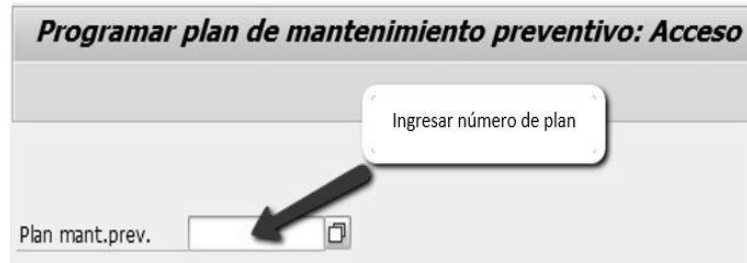 Programar plan de mantenimiento preventivo: Acceso
Ingresar número de plan
Plan mant.prev.